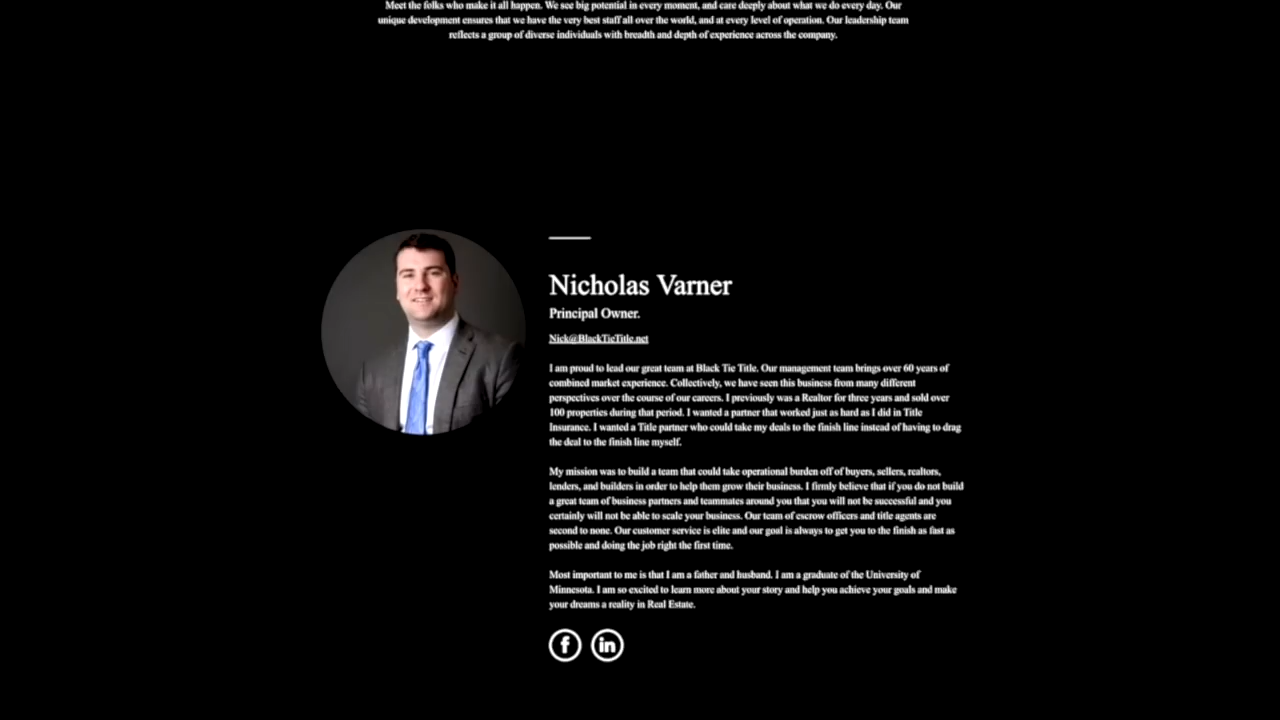 Meet the folks who make it all happen. We see big potential in every moment, and care deeply about what we do every day. Our
unique development ensures that we have the very best staff all over the world, and at every level of operation. Our leadership team
reflects a group of diverse individuals with breadth and depth of experience across the company.
Nicholas Varner
Principal Owner.
Nick@BlackTieTitle.net
I am proud to lead our great team at Black Tie Title. Our management team brings over 60 years of
combined market experience. Collectively, we have seen this business from many different
perspectives over the course of our careers. I previously was a Realtor for three years and sold over
100 properties during that period. I wanted a partner that worked just as hard as I did in Title
Insurance. I wanted a Title partner who could take my deals to the finish line instead of having to drag
the deal to the finish line myself.
My mission was to build a team that could take operational burden off of buyers, sellers, realtors,
lenders, and builders in order to help them grow their business. I firmly believe that if you do not build
a great team of business partners and teammates around you that you will not be successful and you
certainly will not be able to scale your business. Our team of escrow officers and title agents are
second to none. Our customer service is elite and our goal is always to get you to the finish as fast as
possible and doing the job right the first time.
Most important to me is that I am a father and husband. I am a graduate of the University of
Minnesota. I am so excited to learn more about your story and help you achieve your goals and make
your dreams a reality in Real Estate.
f in